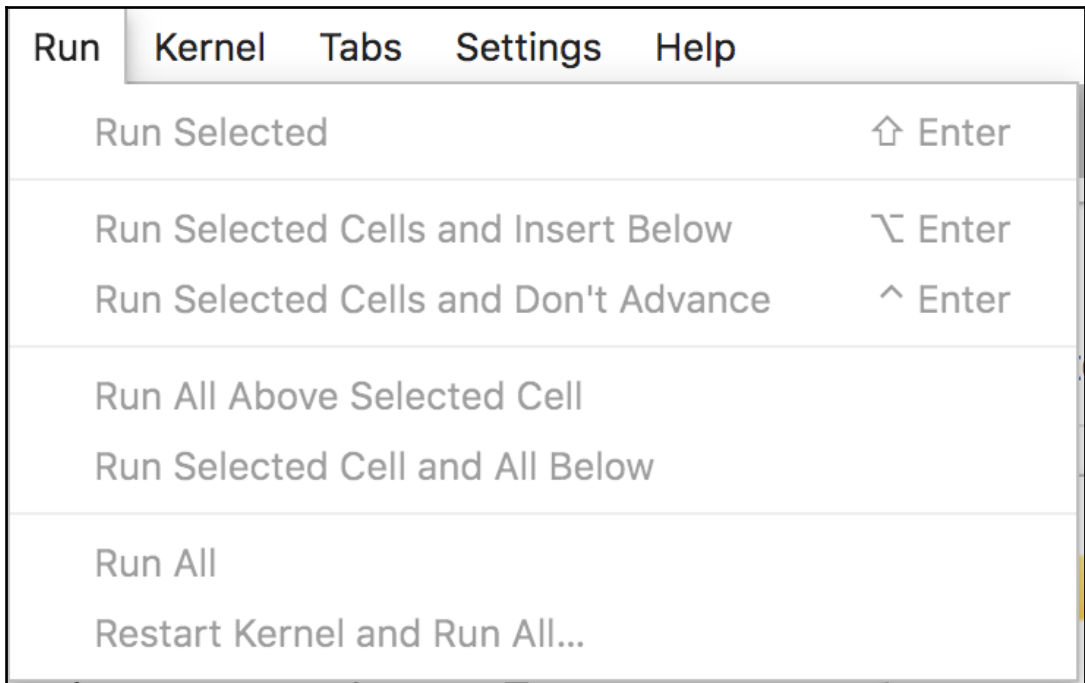 Run Kernel Tabs Settings Help
Run Selected ⇧ Enter
Run Selected Cells and Insert Below ⌥ Enter
Run Selected Cells and Don't Advance ^ Enter
Run All Above Selected Cell
Run Selected Cell and All Below
Run All
Restart Kernel and Run All...